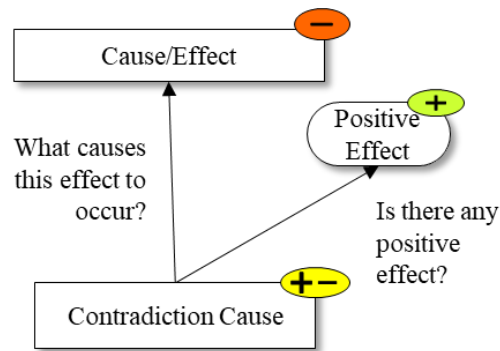 −
Cause/Effect
+
Positive
Effect
What causes
this effect to
occur?
Is there any
positive
effect?
+−
Contradiction Cause